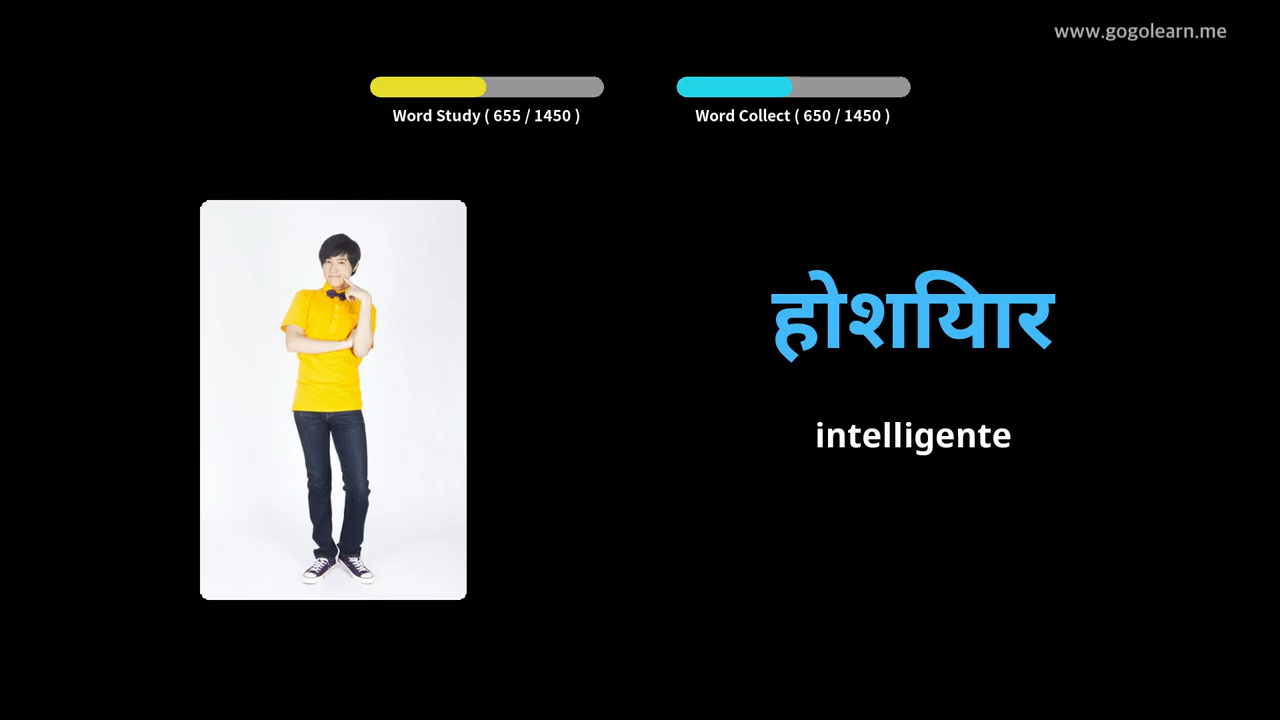 www.gogolearn.me
Word Study ( 655 / 1450 )
Word Collect ( 650 / 1450 )
होशियार
intelligente